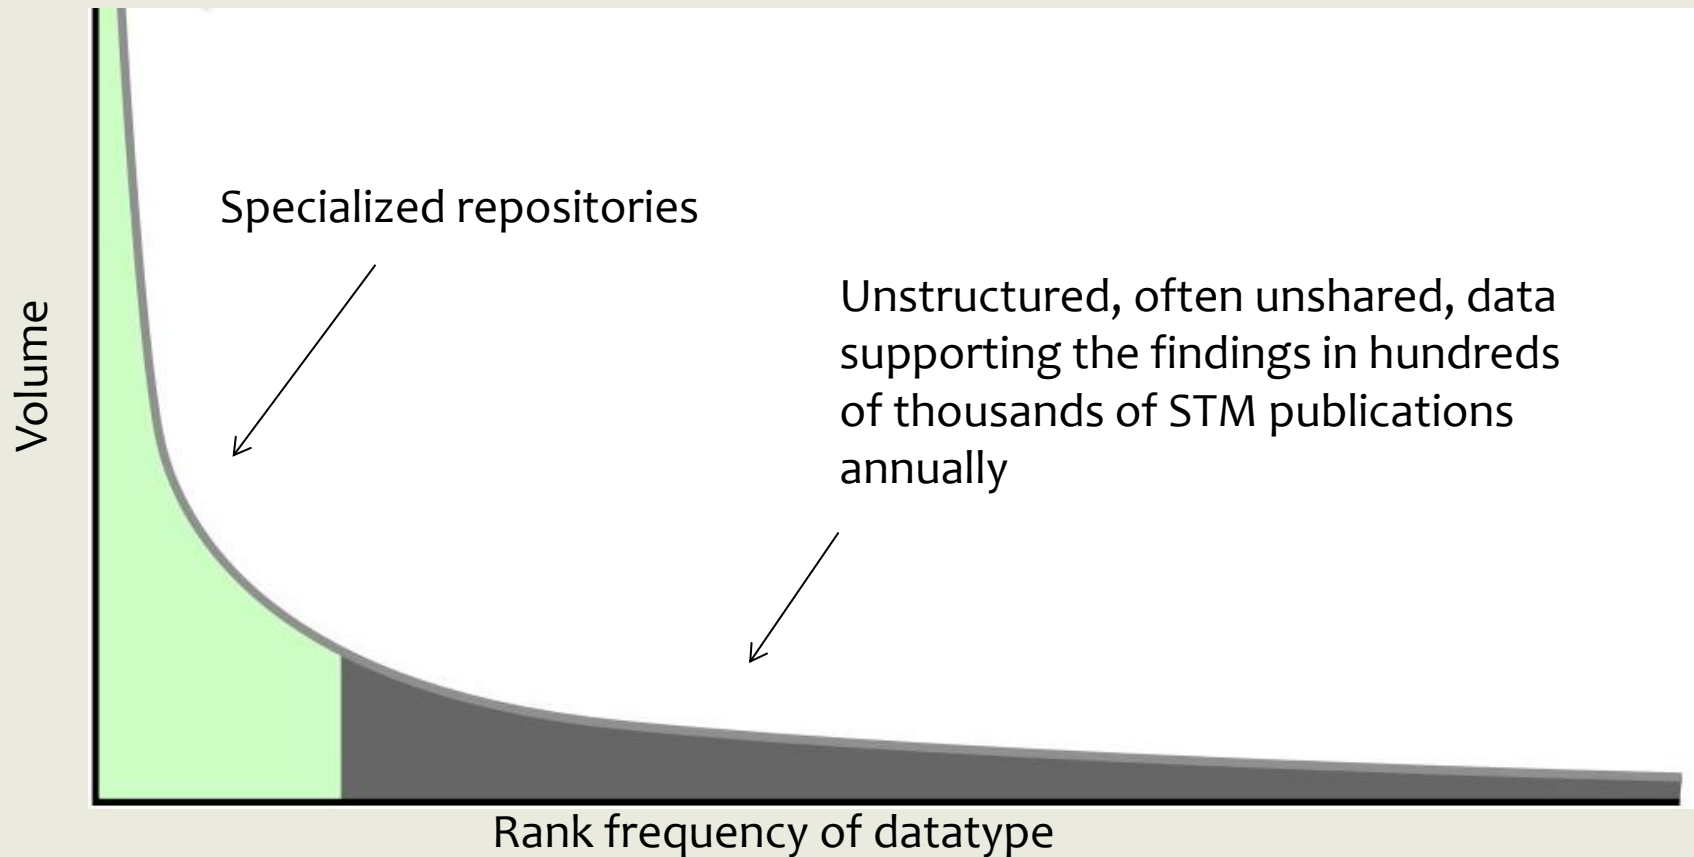 Specialized repositories
Unstructured, often unshared, data
supporting the findings in hundreds
of thousands of STM publications
annually
Volume
Rank frequency of datatype